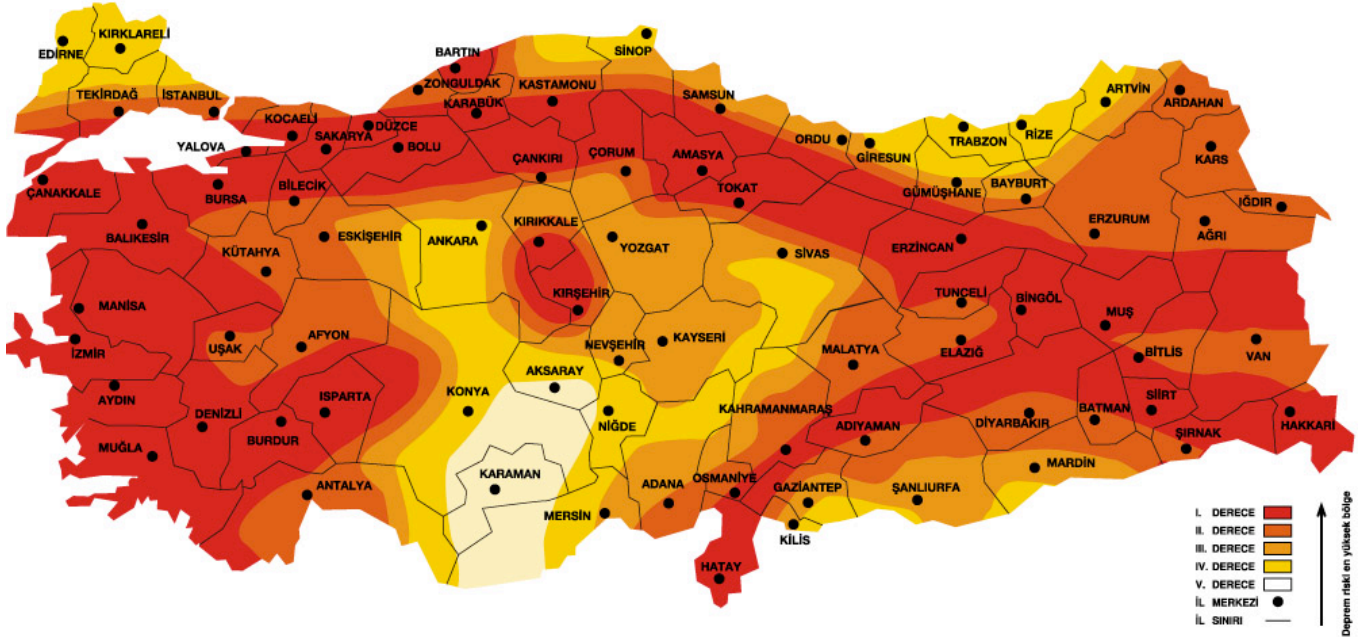 KIRKLARELİ
EDİRNE
TEKİRDAĞ
İSTANBUL
KOCAELİ
YALOVA
SAKARYA
DÜZCE
BOLU
BARTIN
ZONGULDAK
KARABÜK
KASTAMONU
SİNOP
SAMSUN
ORDU
GİRESUN
TRABZON
RİZE
ARTVİN
ARDAHAN
KARS
ÇANAKKALE
BURSA
BİLECİK
ÇANKIRI
ÇORUM
AMASYA
TOKAT
GÜMÜŞHANE
BAYBURT
ERZURUM
IĞDIR
AĞRI
BALIKESİR
KÜTAHYA
ESKİŞEHİR
ANKARA
KIRIKKALE
YOZGAT
SİVAS
ERZİNCAN
MANİSA
UŞAK
AFYON
KIRŞEHİR
NEVŞEHİR
KAYSERİ
MALATYA
TUNCELİ
ELAZIĞ
BİNGÖL
MUŞ
BİTLİS
VAN
İZMİR
AYDIN
DENİZLİ
ISPARTA
BURDUR
KONYA
AKSARAY
NİĞDE
KAHRAMANMARAŞ
ADIYAMAN
DİYARBAKIR
BATMAN
SİİRT
ŞIRNAK
HAKKARİ
MUĞLA
ANTALYA
KARAMAN
MERSİN
ADANA
OSMANİYE
GAZİANTEP
KİLİS
ŞANLIURFA
MARDİN
HATAY
I. DERECE
II. DERECE
III. DERECE
IV. DERECE
V. DERECE
İL MERKEZİ
İL SINIRI
Deprem riski en yüksek bölge